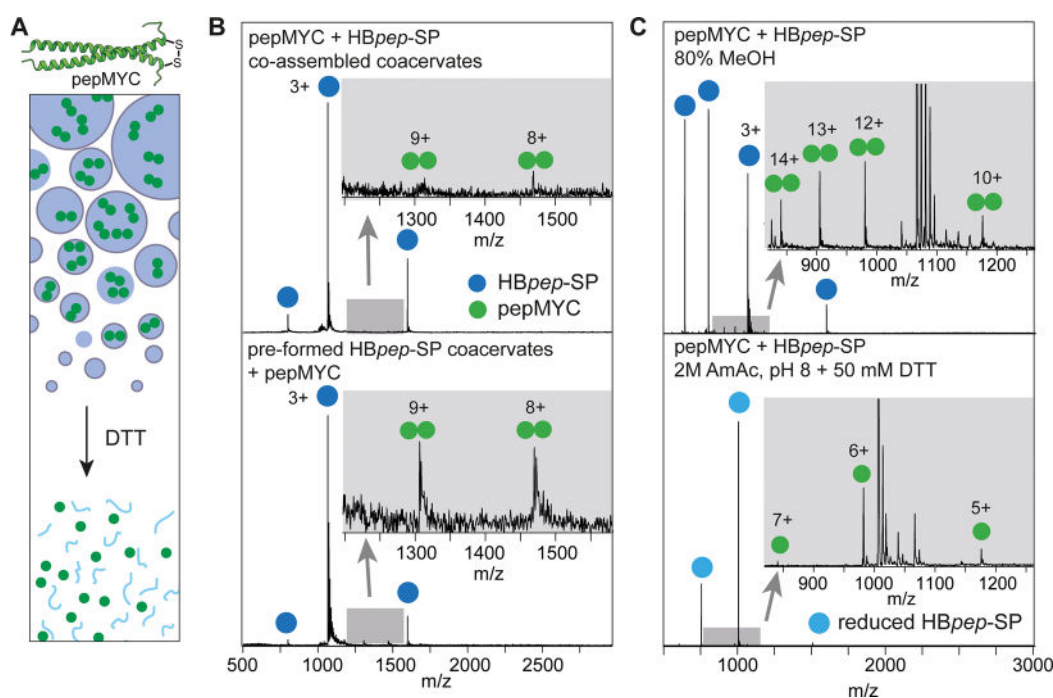 A
pepMYC
S
S
DTT
B
pepMYC + HBpep-SP
co-assembled coacervates
3+
9+
8+
1300
1400
1500
m/z
HBpep-SP
pepMYC
pre-formed HBpep-SP coacervates
+ pepMYC
3+
9+
8+
1300
1400
1500
m/z
500
1000
1500
2000
2500
m/z
C
pepMYC + HBpep-SP
80% MeOH
3+
14+
13+
12+
10+
900
1000
1100
1200
m/z
pepMYC + HBpep-SP
2M AmAc, pH 8 + 50 mM DTT
7+
6+
5+
900
1000
1100
1200
m/z
reduced HBpep-SP
1000
2000
3000
m/z